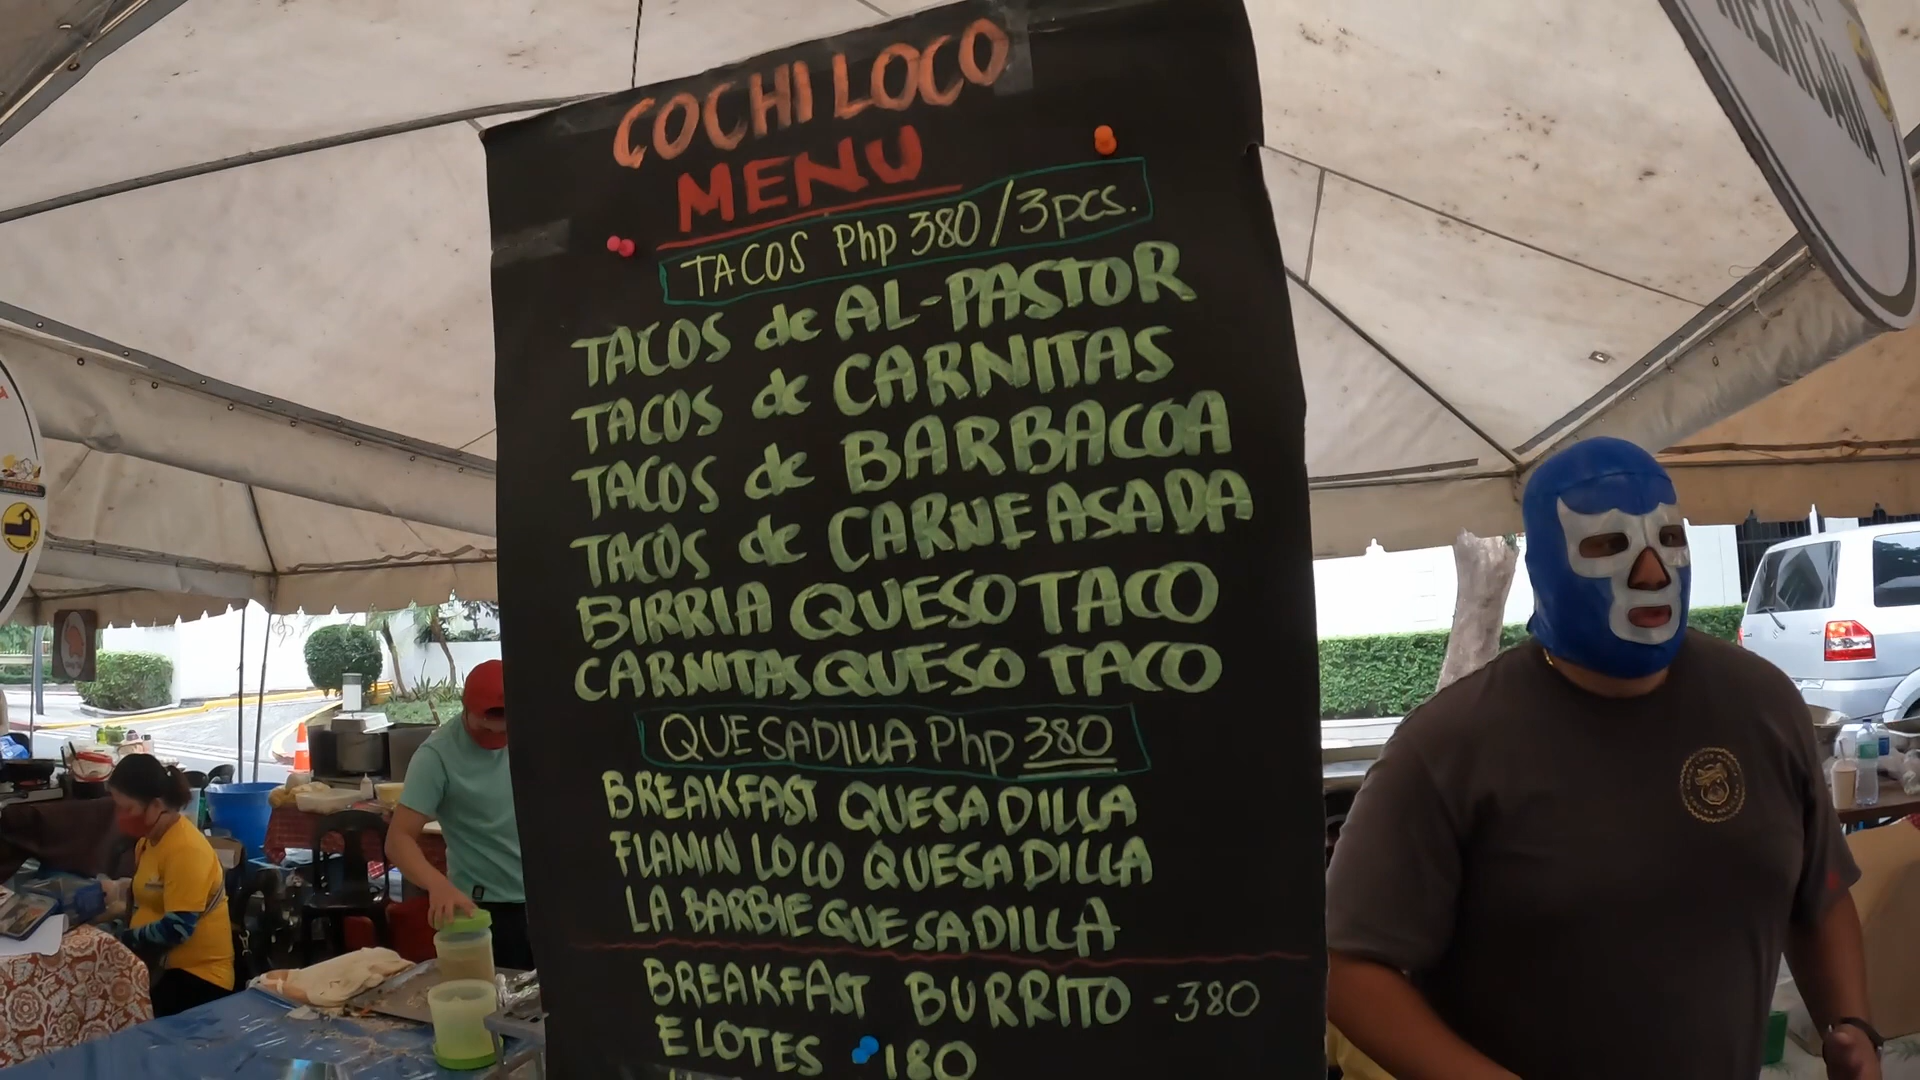 COCHI LOCO
MENU
TACOS Php 380/3pcs.
TACOS de AL-PASTOR
TACOS de CARNITAS
TACOS de BARBACOA
TACOS de CARNE ASADA
BIRRIA QUESO TACO
CARNITAS QUESO TACO
QUESADILLA Php 380
BREAKFAST QUESADILLA
FLAMIN LOCO QUESADILLA
LA BARBIE QUESADILLA
BREAKFAST BURRITO -380
ELOTES 180
MEXICANA